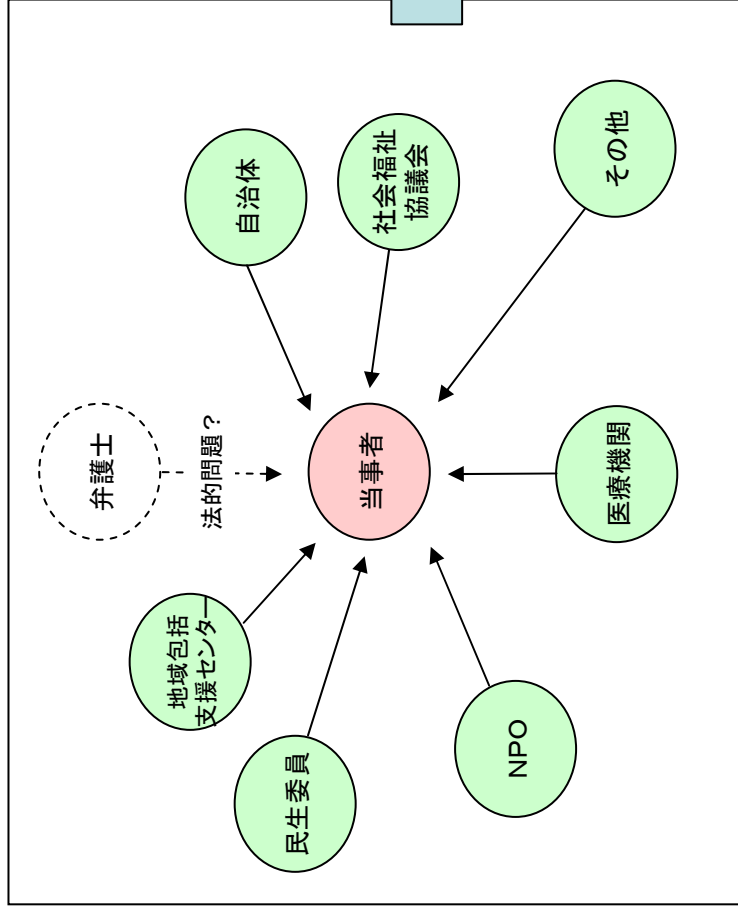 弁護士
法的問題？
地域包括
支援センター
自治体
民生委員
当事者
社会福祉
協議会
NPO
医療機関
その他